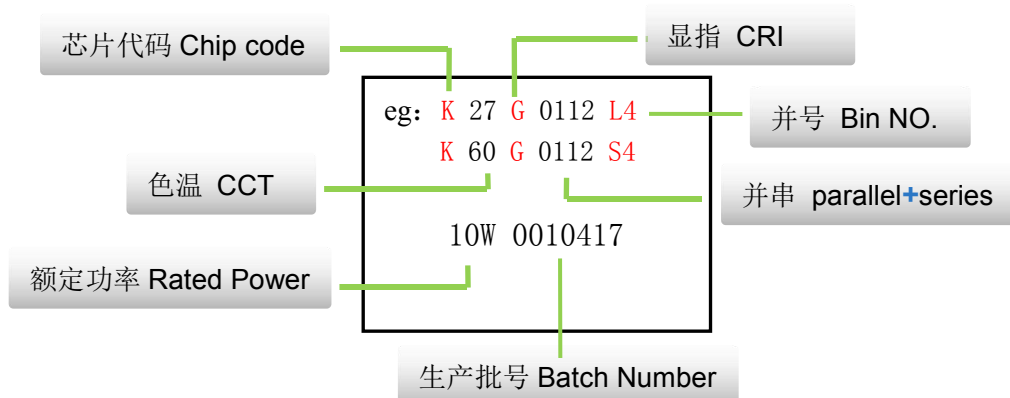 芯片代码 Chip code
显指 CRI
eg: K 27 G 0112 L4
并号 Bin NO.
K 60 G 0112 S4
色温 CCT
并串 parallel+series
10W 0010417
额定功率 Rated Power
生产批号 Batch Number